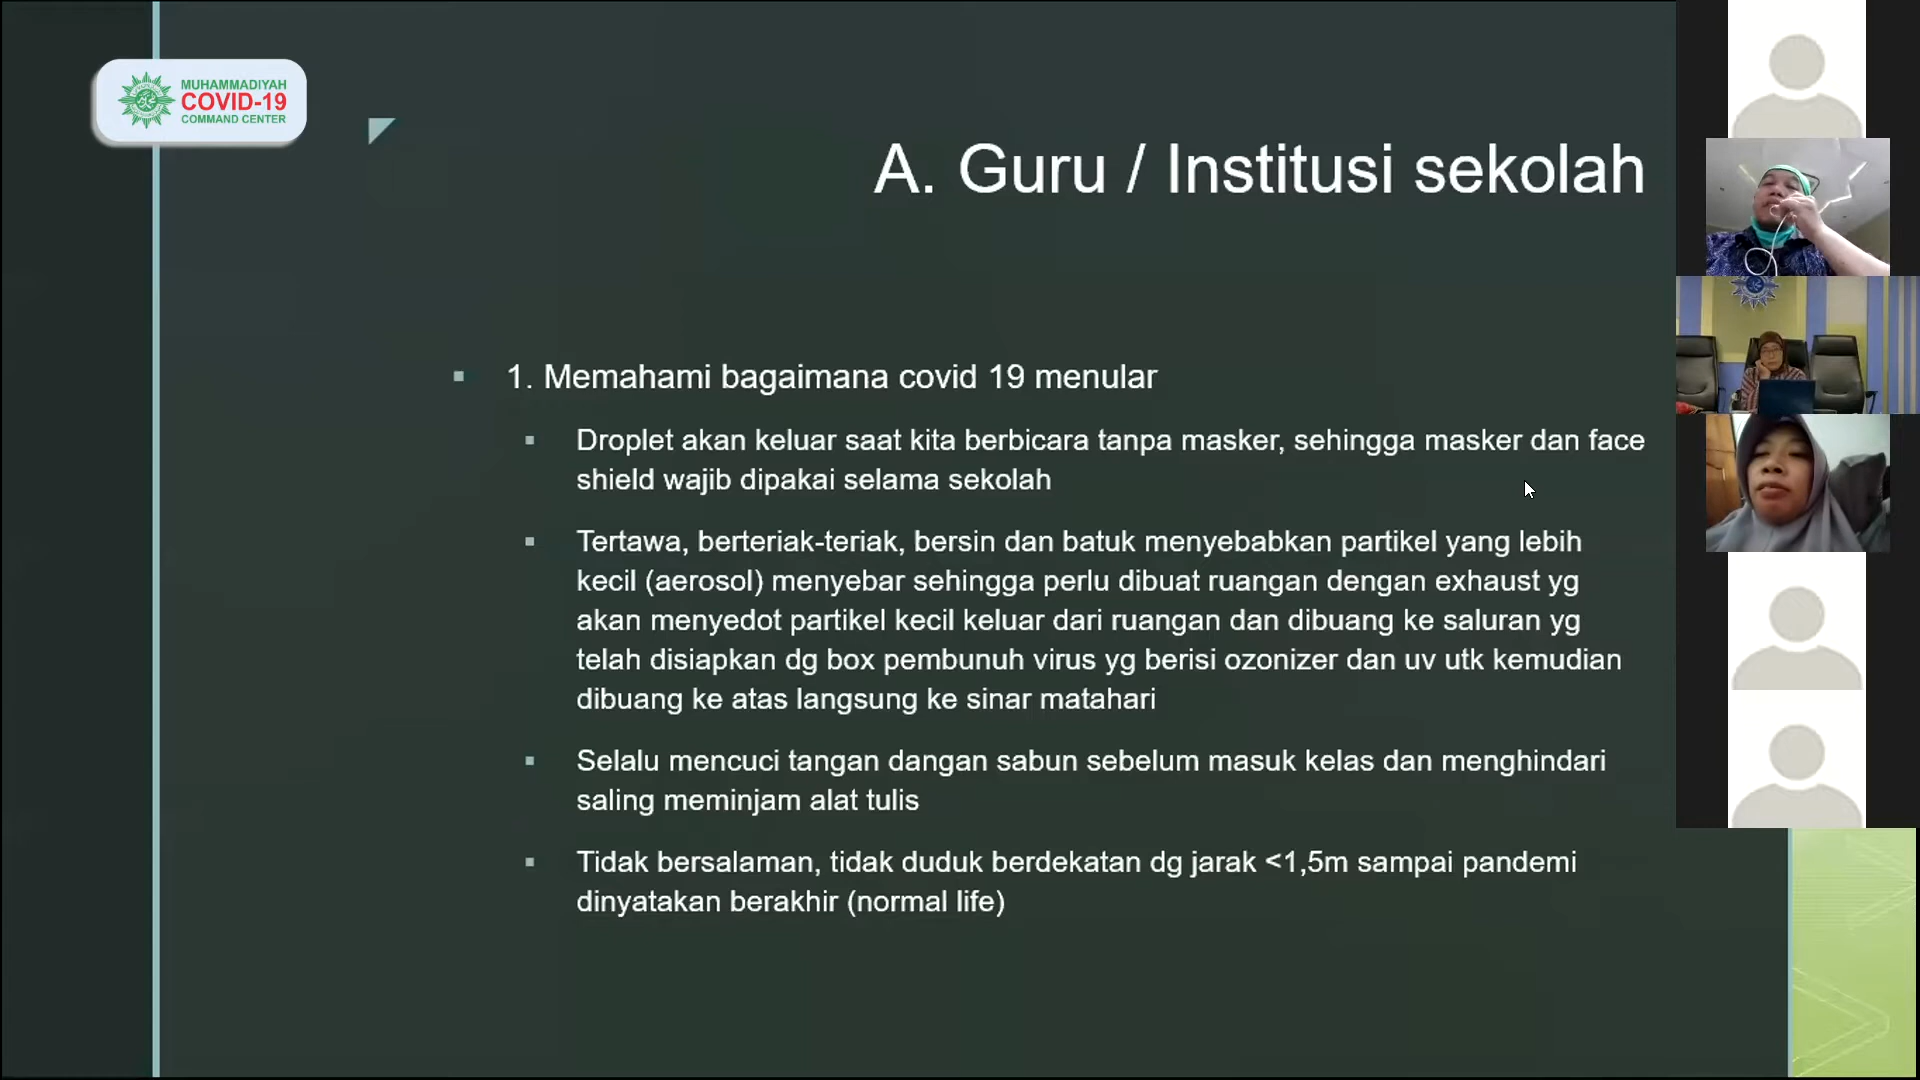 MUHAMMADIYAH
COVID-19
COMMAND CENTER
A. Guru / Institusi sekolah
1. Memahami bagaimana covid 19 menular
Droplet akan keluar saat kita berbicara tanpa masker, sehingga masker dan face
shield wajib dipakai selama sekolah
Tertawa, berteriak-teriak, bersin dan batuk menyebabkan partikel yang lebih
kecil (aerosol) menyebar sehingga perlu dibuat ruangan dengan exhaust yg
akan menyedot partikel kecil keluar dari ruangan dan dibuang ke saluran yg
telah disiapkan dg box pembunuh virus yg berisi ozonizer dan uv utk kemudian
dibuang ke atas langsung ke sinar matahari
Selalu mencuci tangan dangan sabun sebelum masuk kelas dan menghindari
saling meminjam alat tulis
Tidak bersalaman, tidak duduk berdekatan dg jarak <1,5m sampai pandemi
dinyatakan berakhir (normal life)